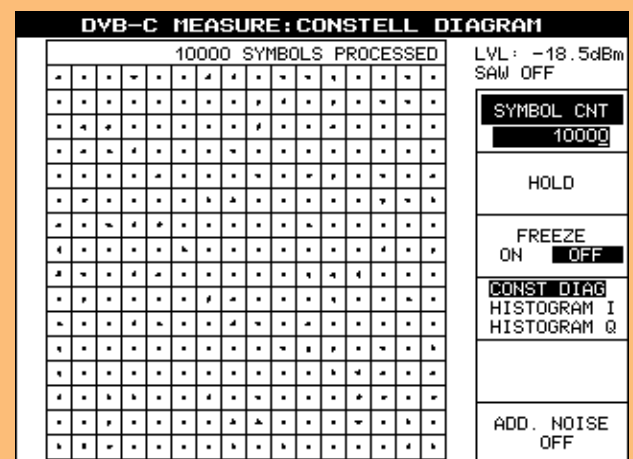 DVB-C MEASURE:CONSTELL DIAGRAM
10000 SYMBOLS PROCESSED
LVL: -18.5dBm
SAW OFF
SYMBOL CNT
10000
HOLD
FREEZE
ON OFF
CONST DIAG
HISTOGRAM I
HISTOGRAM Q
ADD. NOISE
OFF